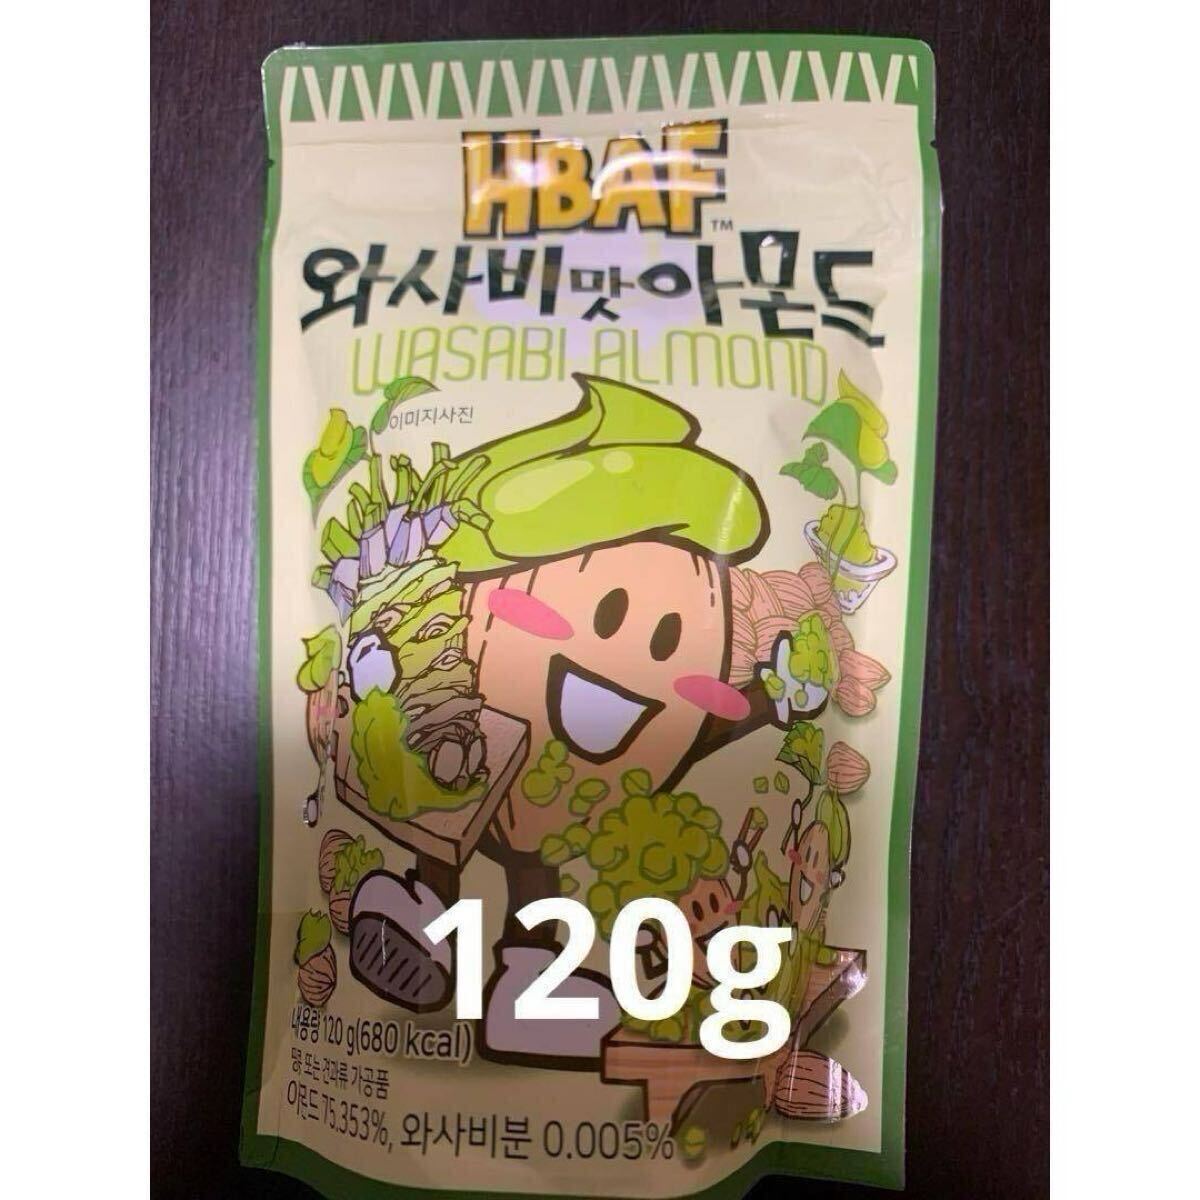 HBAF™
와사비맛아몬드
WASABI ALMOND
이미지사진
120g
내용량 120 g(680 kcal)
땅콩 또는 견과류 가공품
아몬드 75.353%, 와사비분 0.005%